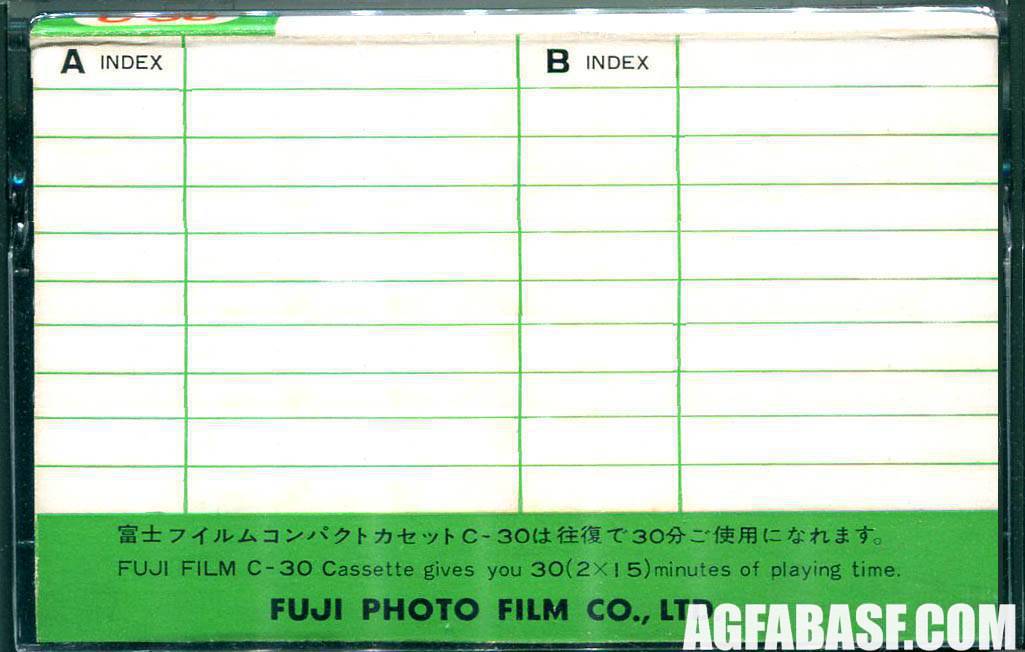 C-30
A INDEX B INDEX
富士フイルムコンパクトカセットC-30は往復で30分ご使用になれます。
FUJI FILM C-30 Cassette gives you 30(2×15)minutes of playing time.
FUJI PHOTO FILM CO., LTD.
AGFABASF.COM